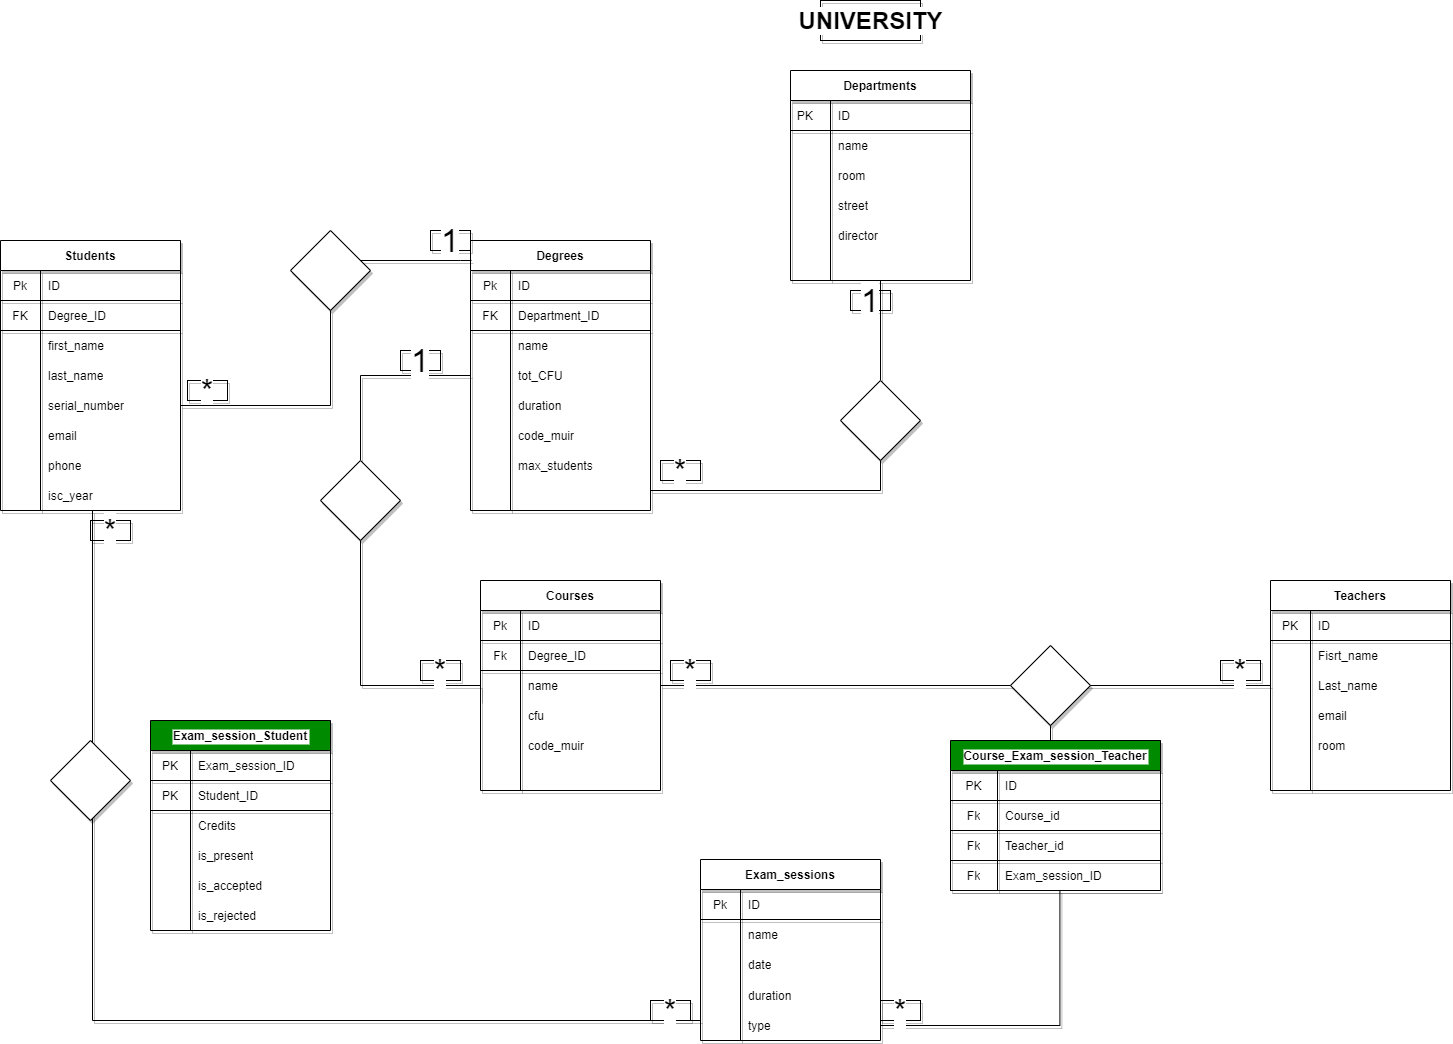 UNIVERSITY
Departments
PK ID
name
room
street
director
1
Students
Pk ID
FK Degree_ID
first_name
last_name
serial_number
email
phone
isc_year
*
*
1
Degrees
Pk ID
FK Department_ID
name
tot_CFU
duration
code_muir
max_students
1
*
Courses
Pk ID
Fk Degree_ID
name
cfu
code_muir
*
*
Teachers
PK ID
Fisrt_name
Last_name
email
room
*
Exam_session_Student
PK Exam_session_ID
PK Student_ID
Credits
is_present
is_accepted
is_rejected
Course_Exam_session_Teacher
PK ID
Fk Course_id
Fk Teacher_id
Fk Exam_session_ID
Exam_sessions
Pk ID
name
date
duration
type
*
*